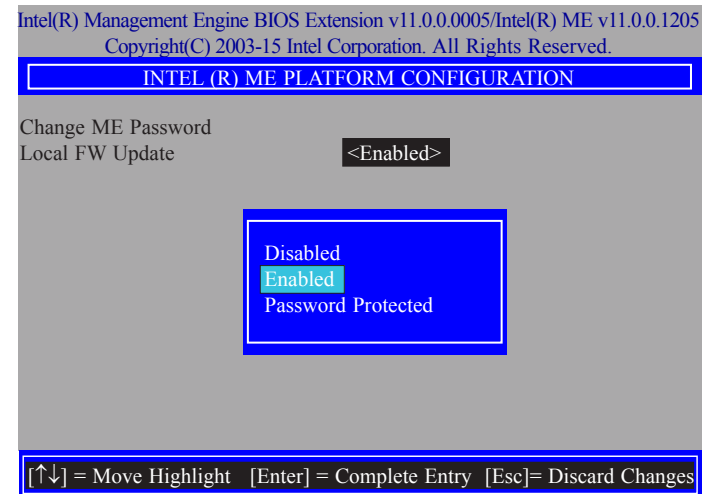 Intel(R) Management Engine BIOS Extension v11.0.0.0005/Intel(R) ME v11.0.0.1205
Copyright(C) 2003-15 Intel Corporation. All Rights Reserved.
INTEL (R) ME PLATFORM CONFIGURATION
Change ME Password
Local FW Update <Enabled>
Disabled
Enabled
Password Protected
[↑↓] = Move Highlight [Enter] = Complete Entry [Esc]= Discard Changes